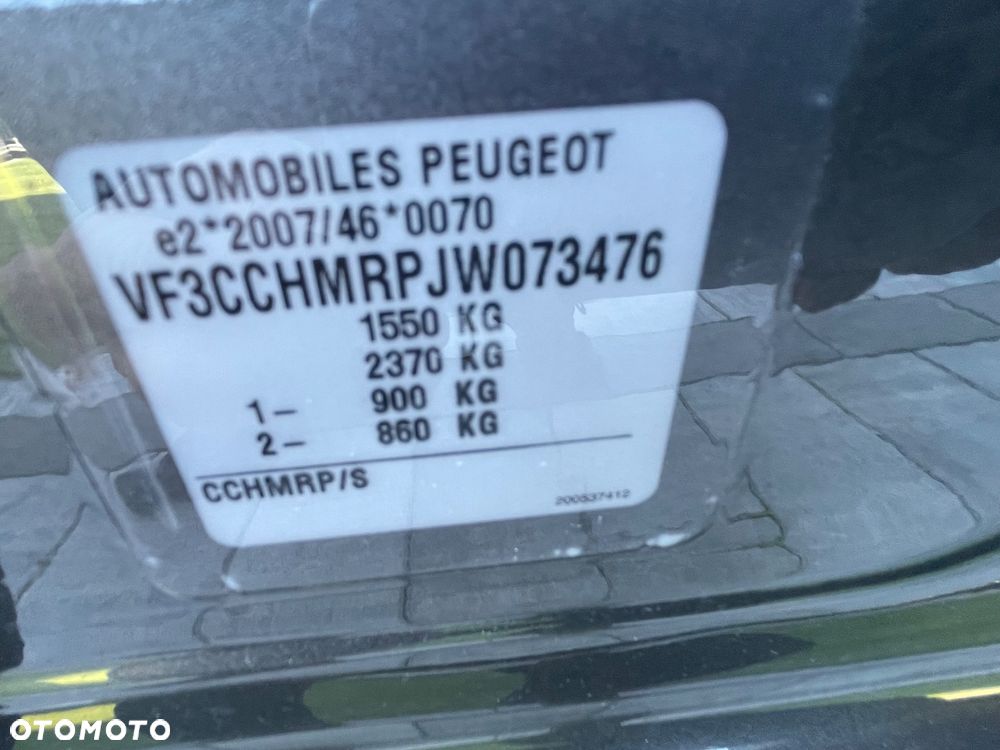 AUTOMOBILES PEUGEOT
e2*2007/46*0070
VF3CCHMRPJW073476
1550 KG
2370 KG
1- 900 KG
2- 860 KG
CCHMRP/S
200537412
OTOMOTO